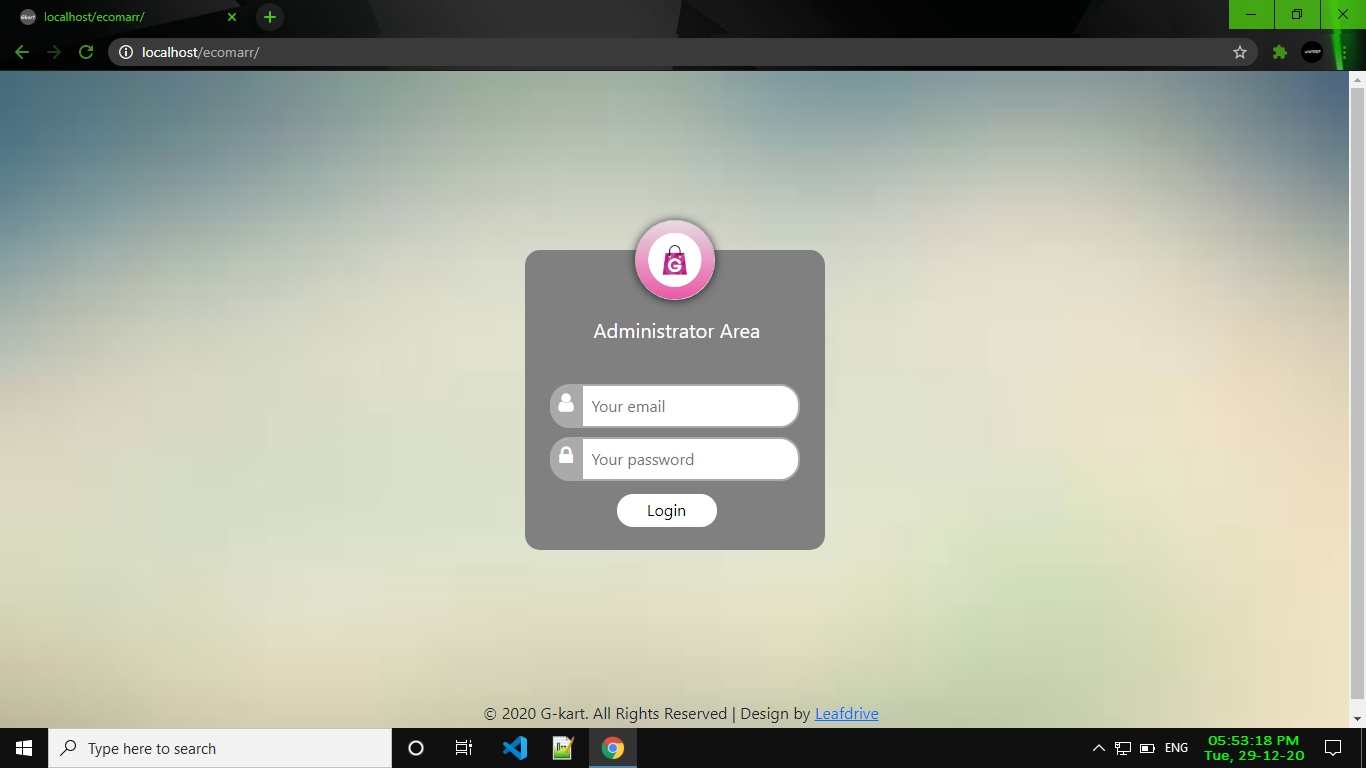 localhost/ecomarr/
localhost/ecomarr/
G
Administrator Area
Your email
Your password
Login
© 2020 G-kart. All Rights Reserved | Design by Leafdrive
Type here to search
ENG
05:53:18 PM
Tue, 29-12-20